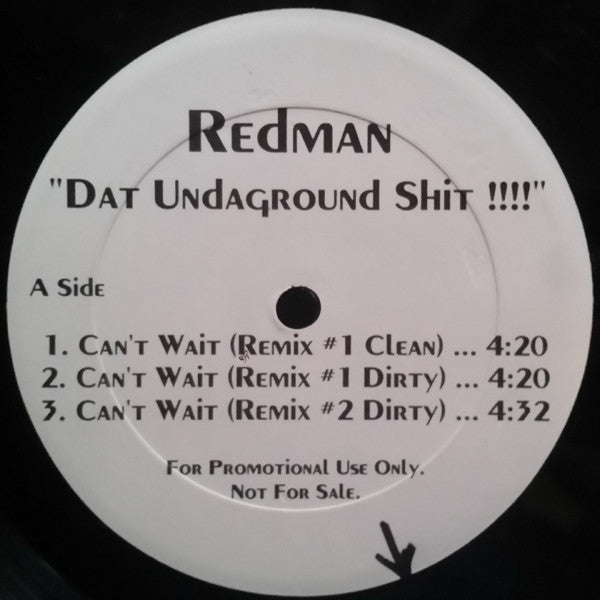 Redman
"Dat Undaground Shit !!!!"
A Side
1. Can't Wait (Remix #1 Clean) ... 4:20
2. Can't Wait (Remix #1 Dirty) ... 4:20
3. Can't Wait (Remix #2 Dirty) ... 4:32
For Promotional Use Only.
Not For Sale.